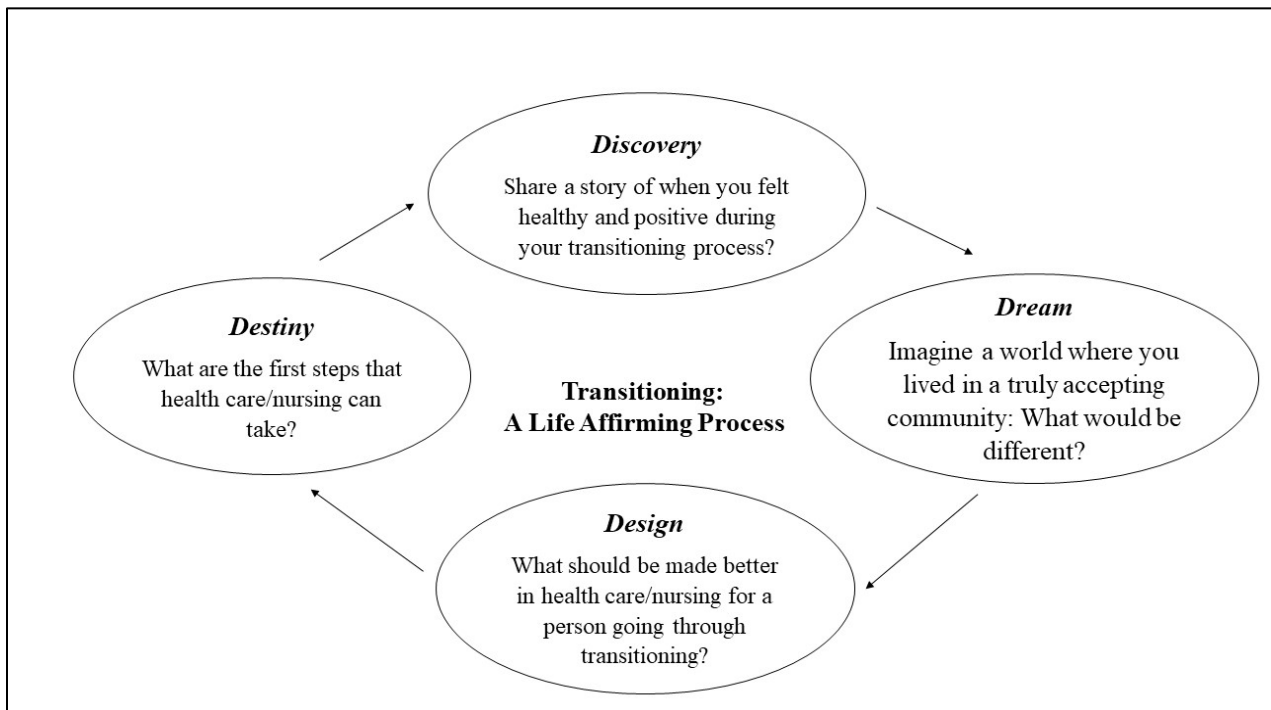 Discovery
Share a story of when you felt
healthy and positive during
your transitioning process?
Destiny
What are the first steps that
health care/nursing can
take?
Transitioning:
A Life Affirming Process
Dream
Imagine a world where you
lived in a truly accepting
community: What would be
different?
Design
What should be made better
in health care/nursing for a
person going through
transitioning?